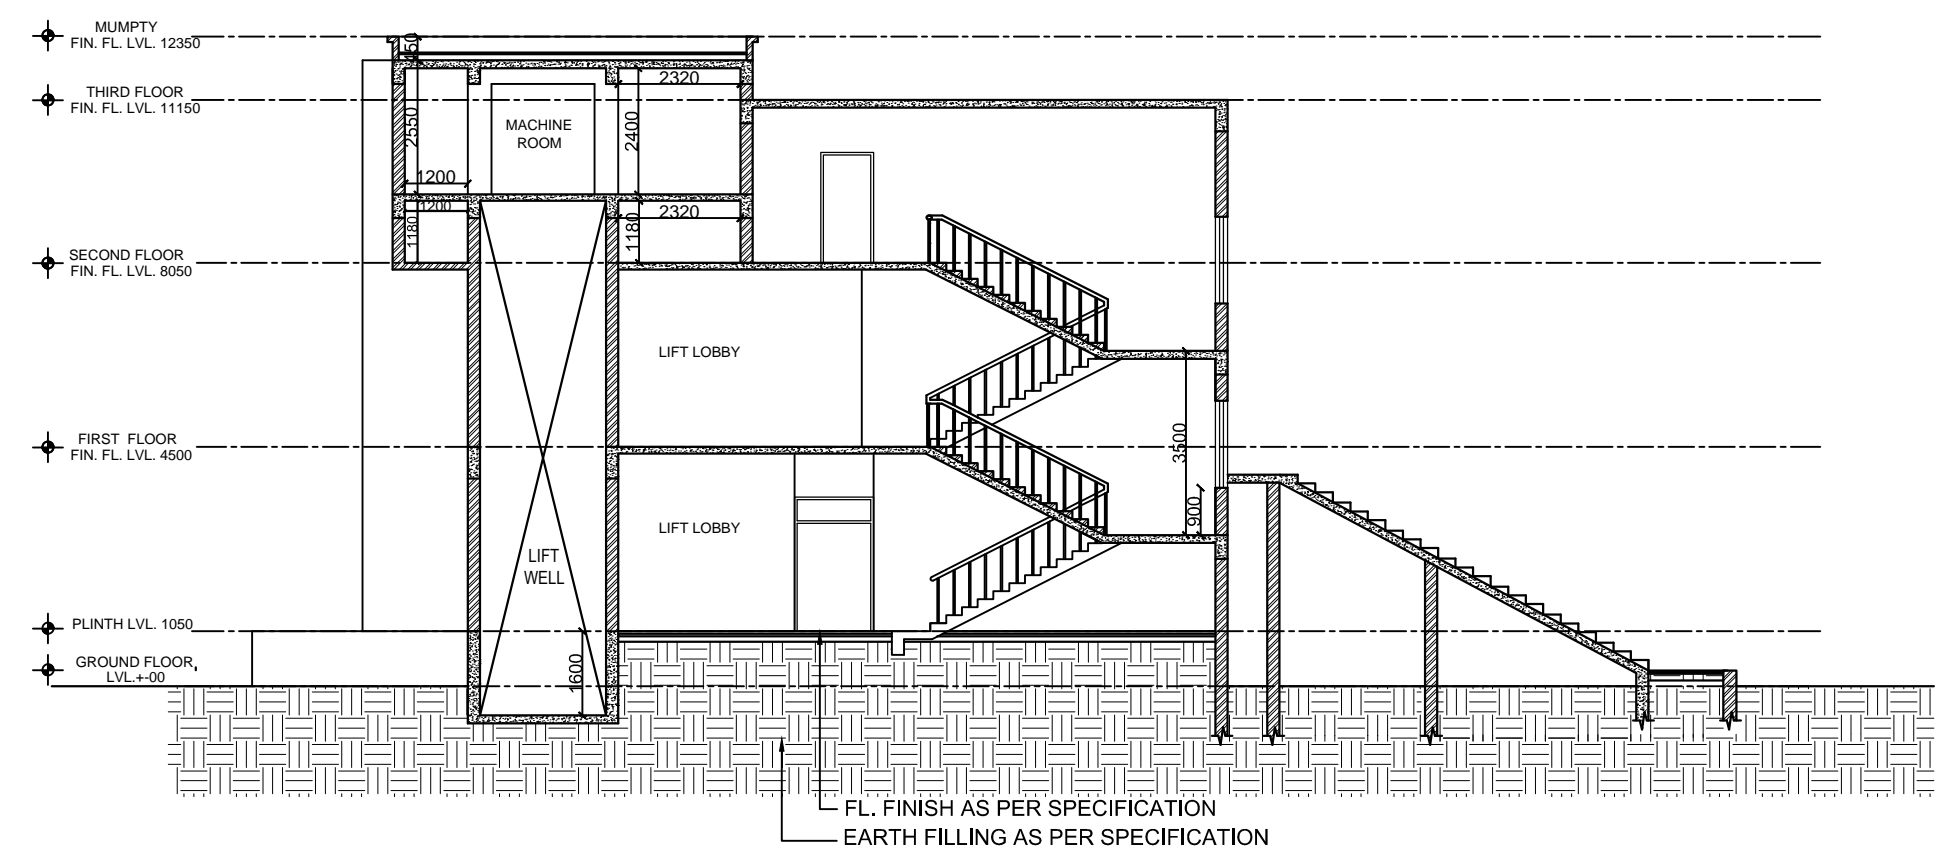 MUMPTY
FIN. FL. LVL. 12350
450
THIRD FLOOR
FIN. FL. LVL. 11150
2320
2550
2400
MACHINE
ROOM
1200
1200
2320
1180
1180
SECOND FLOOR
FIN. FL. LVL. 8050
LIFT LOBBY
FIRST FLOOR
FIN. FL. LVL. 4500
3500
900
LIFT LOBBY
LIFT
WELL
PLINTH LVL. 1050
GROUND FLOOR,
LVL.+-00
1600
FL. FINISH AS PER SPECIFICATION
EARTH FILLING AS PER SPECIFICATION